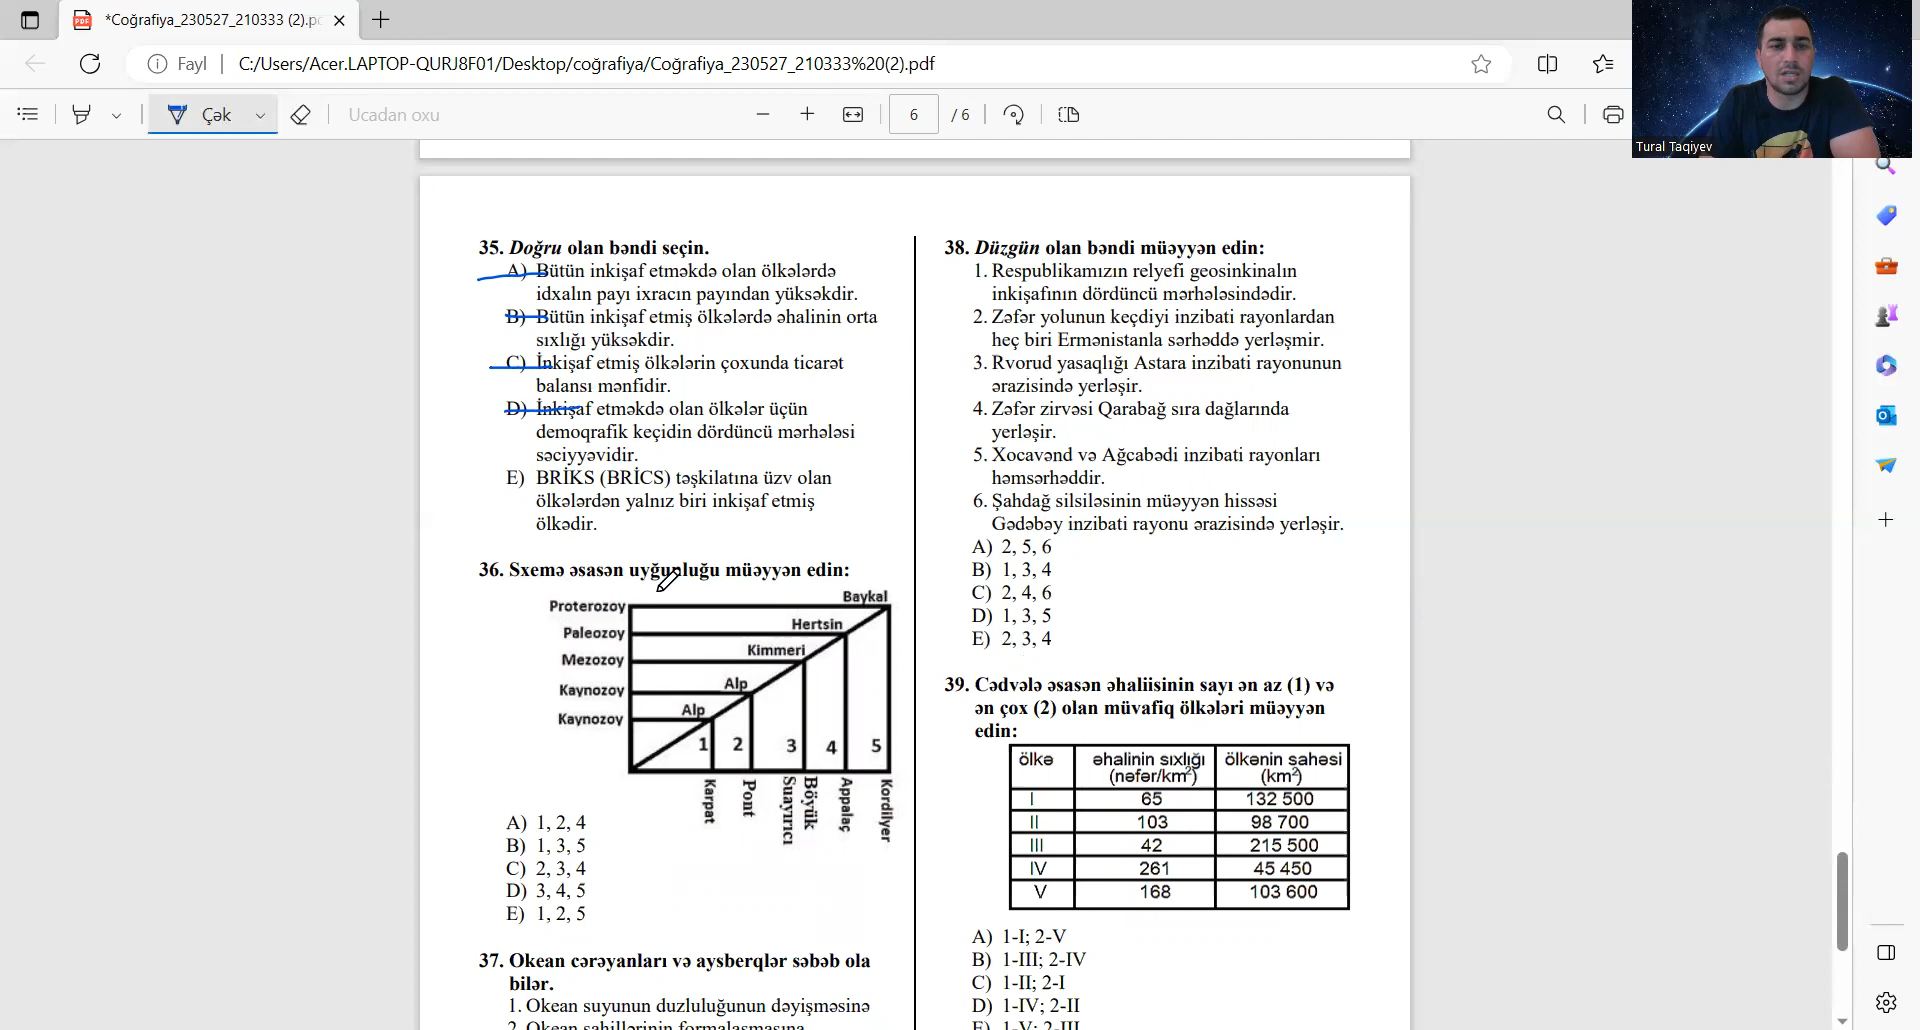 *Coğrafiya_230527_210333 (2).pd
Fayl
C:/Users/Acer.LAPTOP-QURJ8F01/Desktop/coğrafiya/Coğrafiya_230527_210333%20(2).pdf
Çək
Ucadan oxu
6
/ 6
Tural Taqiyev
35. Doğru olan bəndi seçin.
A) Bütün inkişaf etməkdə olan ölkələrdə
idxalın payı ixracın payından yüksəkdir.
B) Bütün inkişaf etmiş ölkələrdə əhalinin orta
sıxlığı yüksəkdir.
C) İnkişaf etmiş ölkələrin çoxunda ticarət
balansı mənfidir.
D) İnkişaf etməkdə olan ölkələr üçün
demoqrafik keçidin dördüncü mərhələsi
səciyyəvidir.
E) BRİKS (BRİCS) təşkilatına üzv olan
ölkələrdən yalnız biri inkişaf etmiş
ölkədir.
36. Sxemə əsasən uyğunluğu müəyyən edin:
Baykal
Proterozoy
Hertsin
Paleozoy
Kimmeri
Mezozoy
Alp
Kaynozoy
Alp
Kaynozoy
1 2 3 4 5
Karpat
Pont
Böyük
Suayırıcı
Appalaç
Kordilyer
A) 1, 2, 4
B) 1, 3, 5
C) 2, 3, 4
D) 3, 4, 5
E) 1, 2, 5
37. Okean cərəyanları və aysberqlər səbəb ola
bilər.
1. Okean suyunun duzluluğunun dəyişməsinə
2. Okean sahillərinin formalaşmasına
38. Düzgün olan bəndi müəyyən edin:
1. Respublikamızın relyefi geosinkinalın
inkişafının dördüncü mərhələsindədir.
2. Zəfər yolunun keçdiyi inzibati rayonlardan
heç biri Ermənistanla sərhəddə yerləşmir.
3. Rvorud yasaqlığı Astara inzibati rayonunun
ərazisində yerləşir.
4. Zəfər zirvəsi Qarabağ sıra dağlarında
yerləşir.
5. Xocavənd və Ağcabədi inzibati rayonları
həmsərhəddir.
6. Şahdağ silsiləsinin müəyyən hissəsi
Gədəbəy inzibati rayonu ərazisində yerləşir.
A) 2, 5, 6
B) 1, 3, 4
C) 2, 4, 6
D) 1, 3, 5
E) 2, 3, 4
39. Cədvələ əsasən əhaliisinin sayı ən az (1) və
ən çox (2) olan müvafiq ölkələri müəyyən
edin:
ölkə əhalinin sıxlığı ölkənin sahəsi
(nəfər/km²) (km²)
I 65 132 500
II 103 98 700
III 42 215 500
IV 261 45 450
V 168 103 600
A) 1-I; 2-V
B) 1-III; 2-IV
C) 1-II; 2-I
D) 1-IV; 2-II
E) 1-V; 2-III